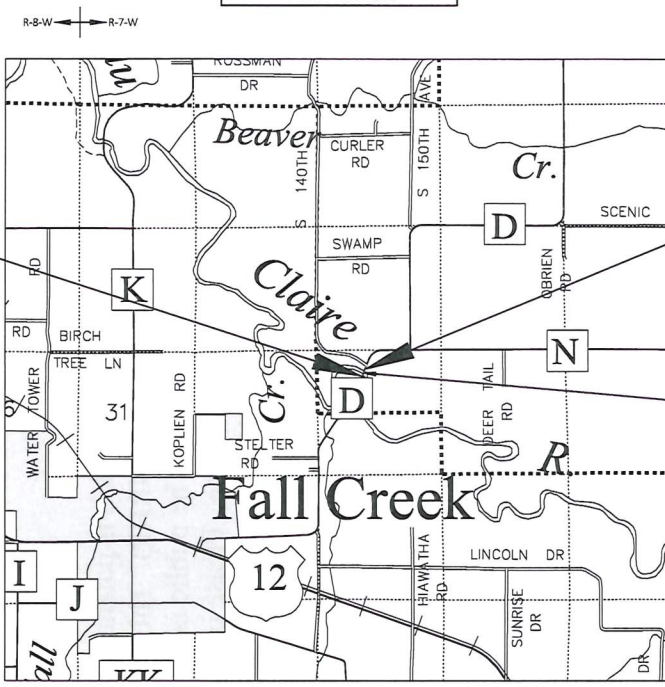 R-8-W R-7-W
ROSSMAN
DR
AVE
Beaver
CURLER
RD
S 140TH
S 150TH
Cr.
D
SCENIC
SWAMP
RD
OBRIEN
RD
Claire
K
RD
RD
BIRCH
TREE LN
N
WATER TOWER
31
KOPLIEN RD
Cr.
D
DEER TAIL
RD
STELTER
RD
R
Fall Creek
I
J
12
HIAWATHA
RD
LINCOLN DR
SUNRISE
DR
DR
all
KK